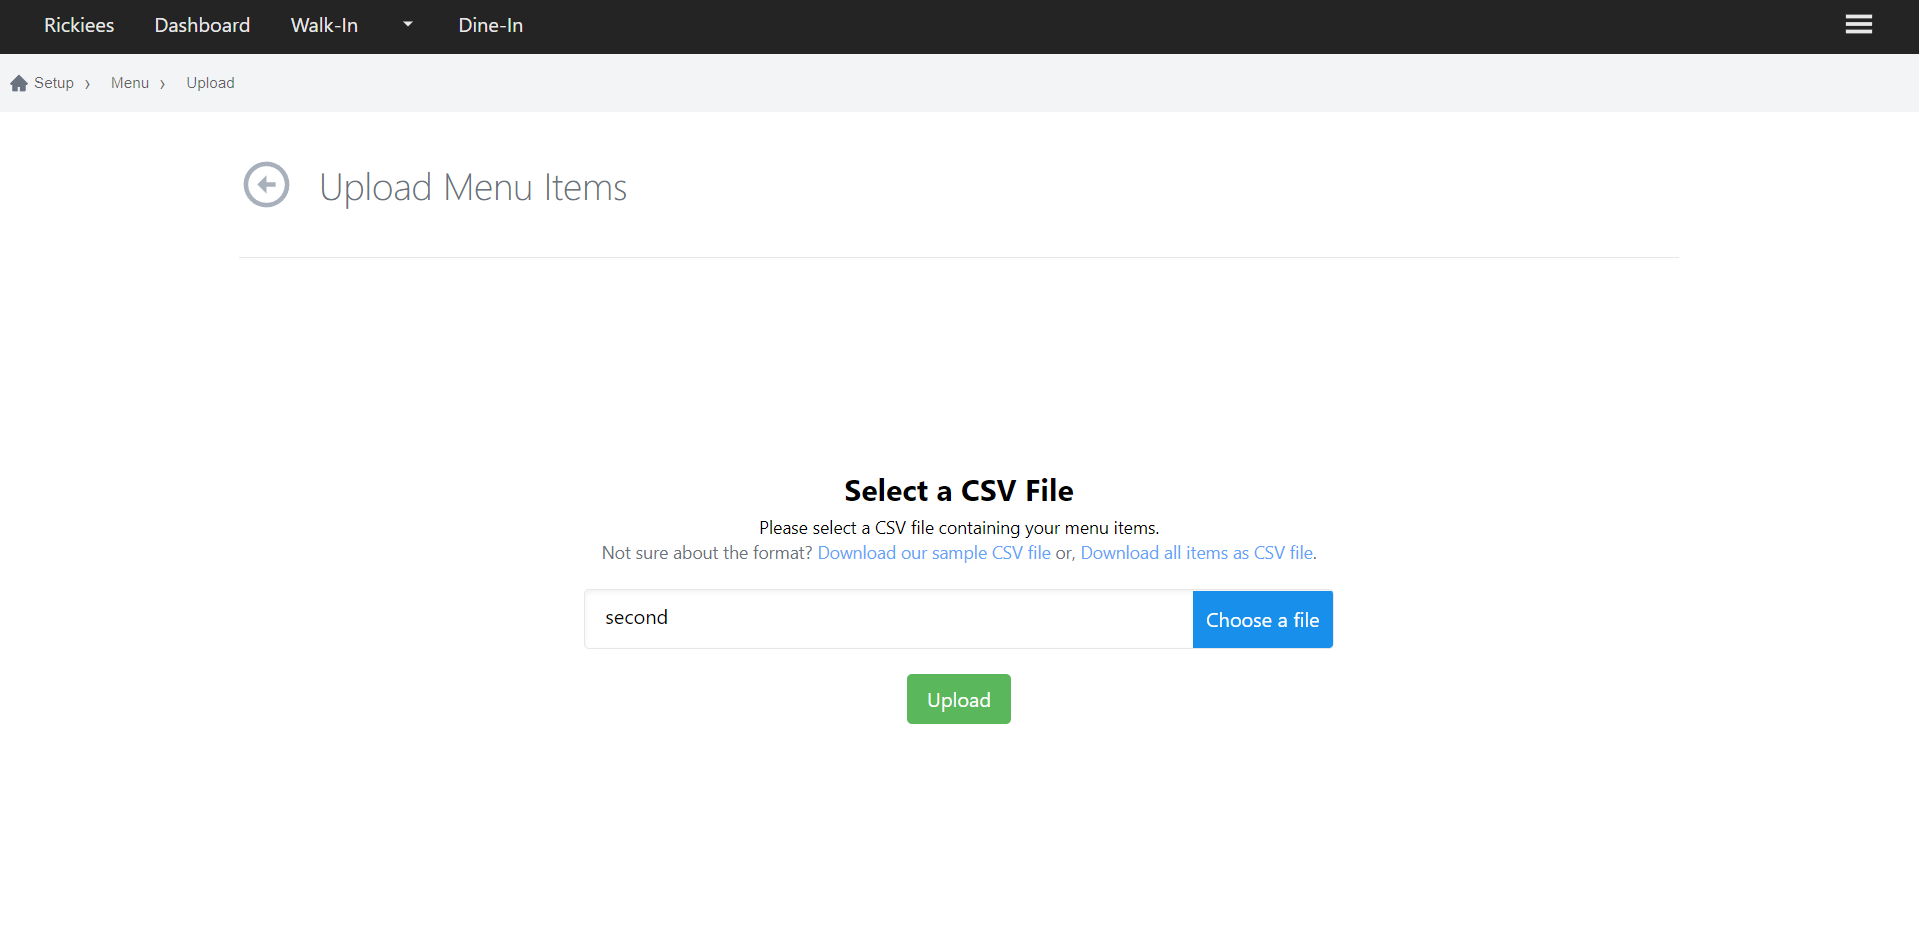 Rickiees Dashboard Walk-In Dine-In
Setup › Menu › Upload
Upload Menu Items
Select a CSV File
Please select a CSV file containing your menu items.
Not sure about the format? Download our sample CSV file or, Download all items as CSV file.
second Choose a file
Upload